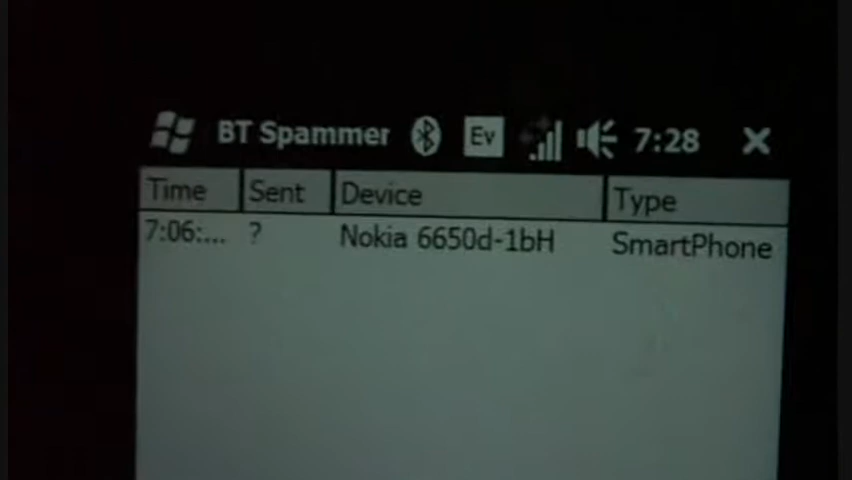 BT Spammer Ev 7:28
Time Sent Device Type
7:06:... ? Nokia 6650d-1bH SmartPhone